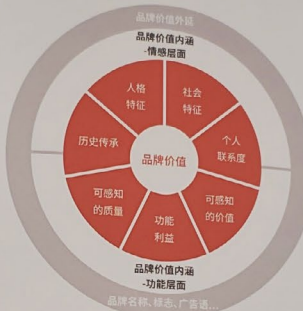 品牌价值外延
品牌价值内涵
-情感层面
人格
特征
社会
特征
历史传承
品牌价值
个人
联系度
可感知
的质量
功能
利益
可感知
的价值
品牌价值内涵
-功能层面
品牌名称、标志、广告语...